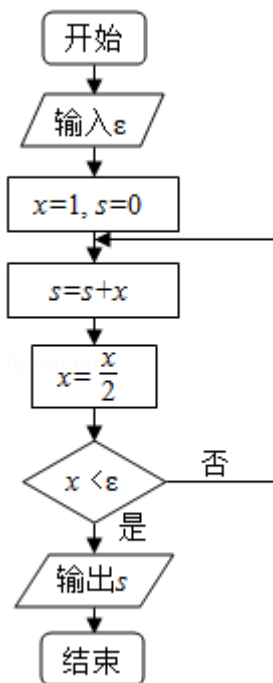 开始
输入ε
x=1, s=0
s=s+x
x=x/2
x<ε
否
是
输出s
结束